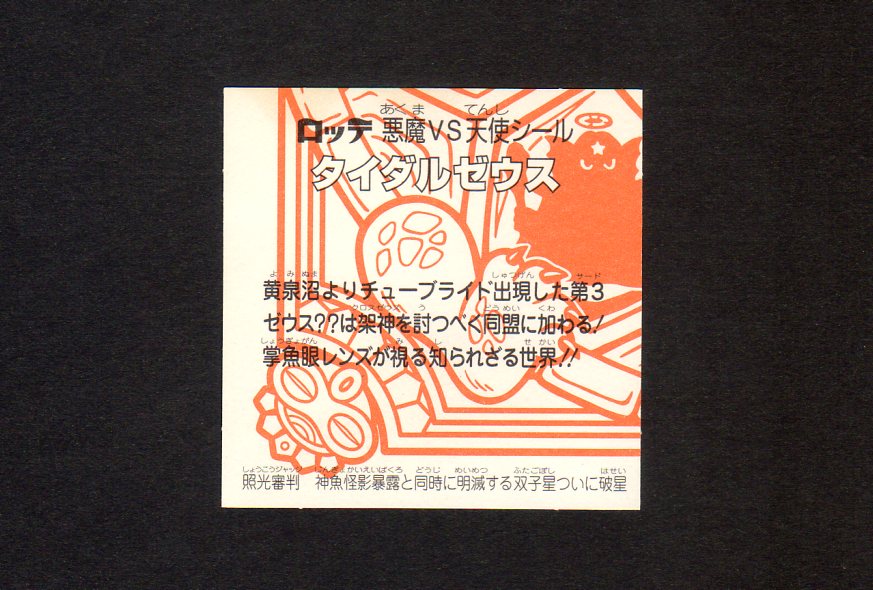 ロッテ 悪魔VS天使シール
タイダルゼウス
黄泉沼よりチューブライド出現した第3
ゼウス??は架神を討つべく同盟に加わる!
掌魚眼レンズが視る知られざる世界!!
照光審判 神魚怪影暴露と同時に明滅する双子星ついに破星